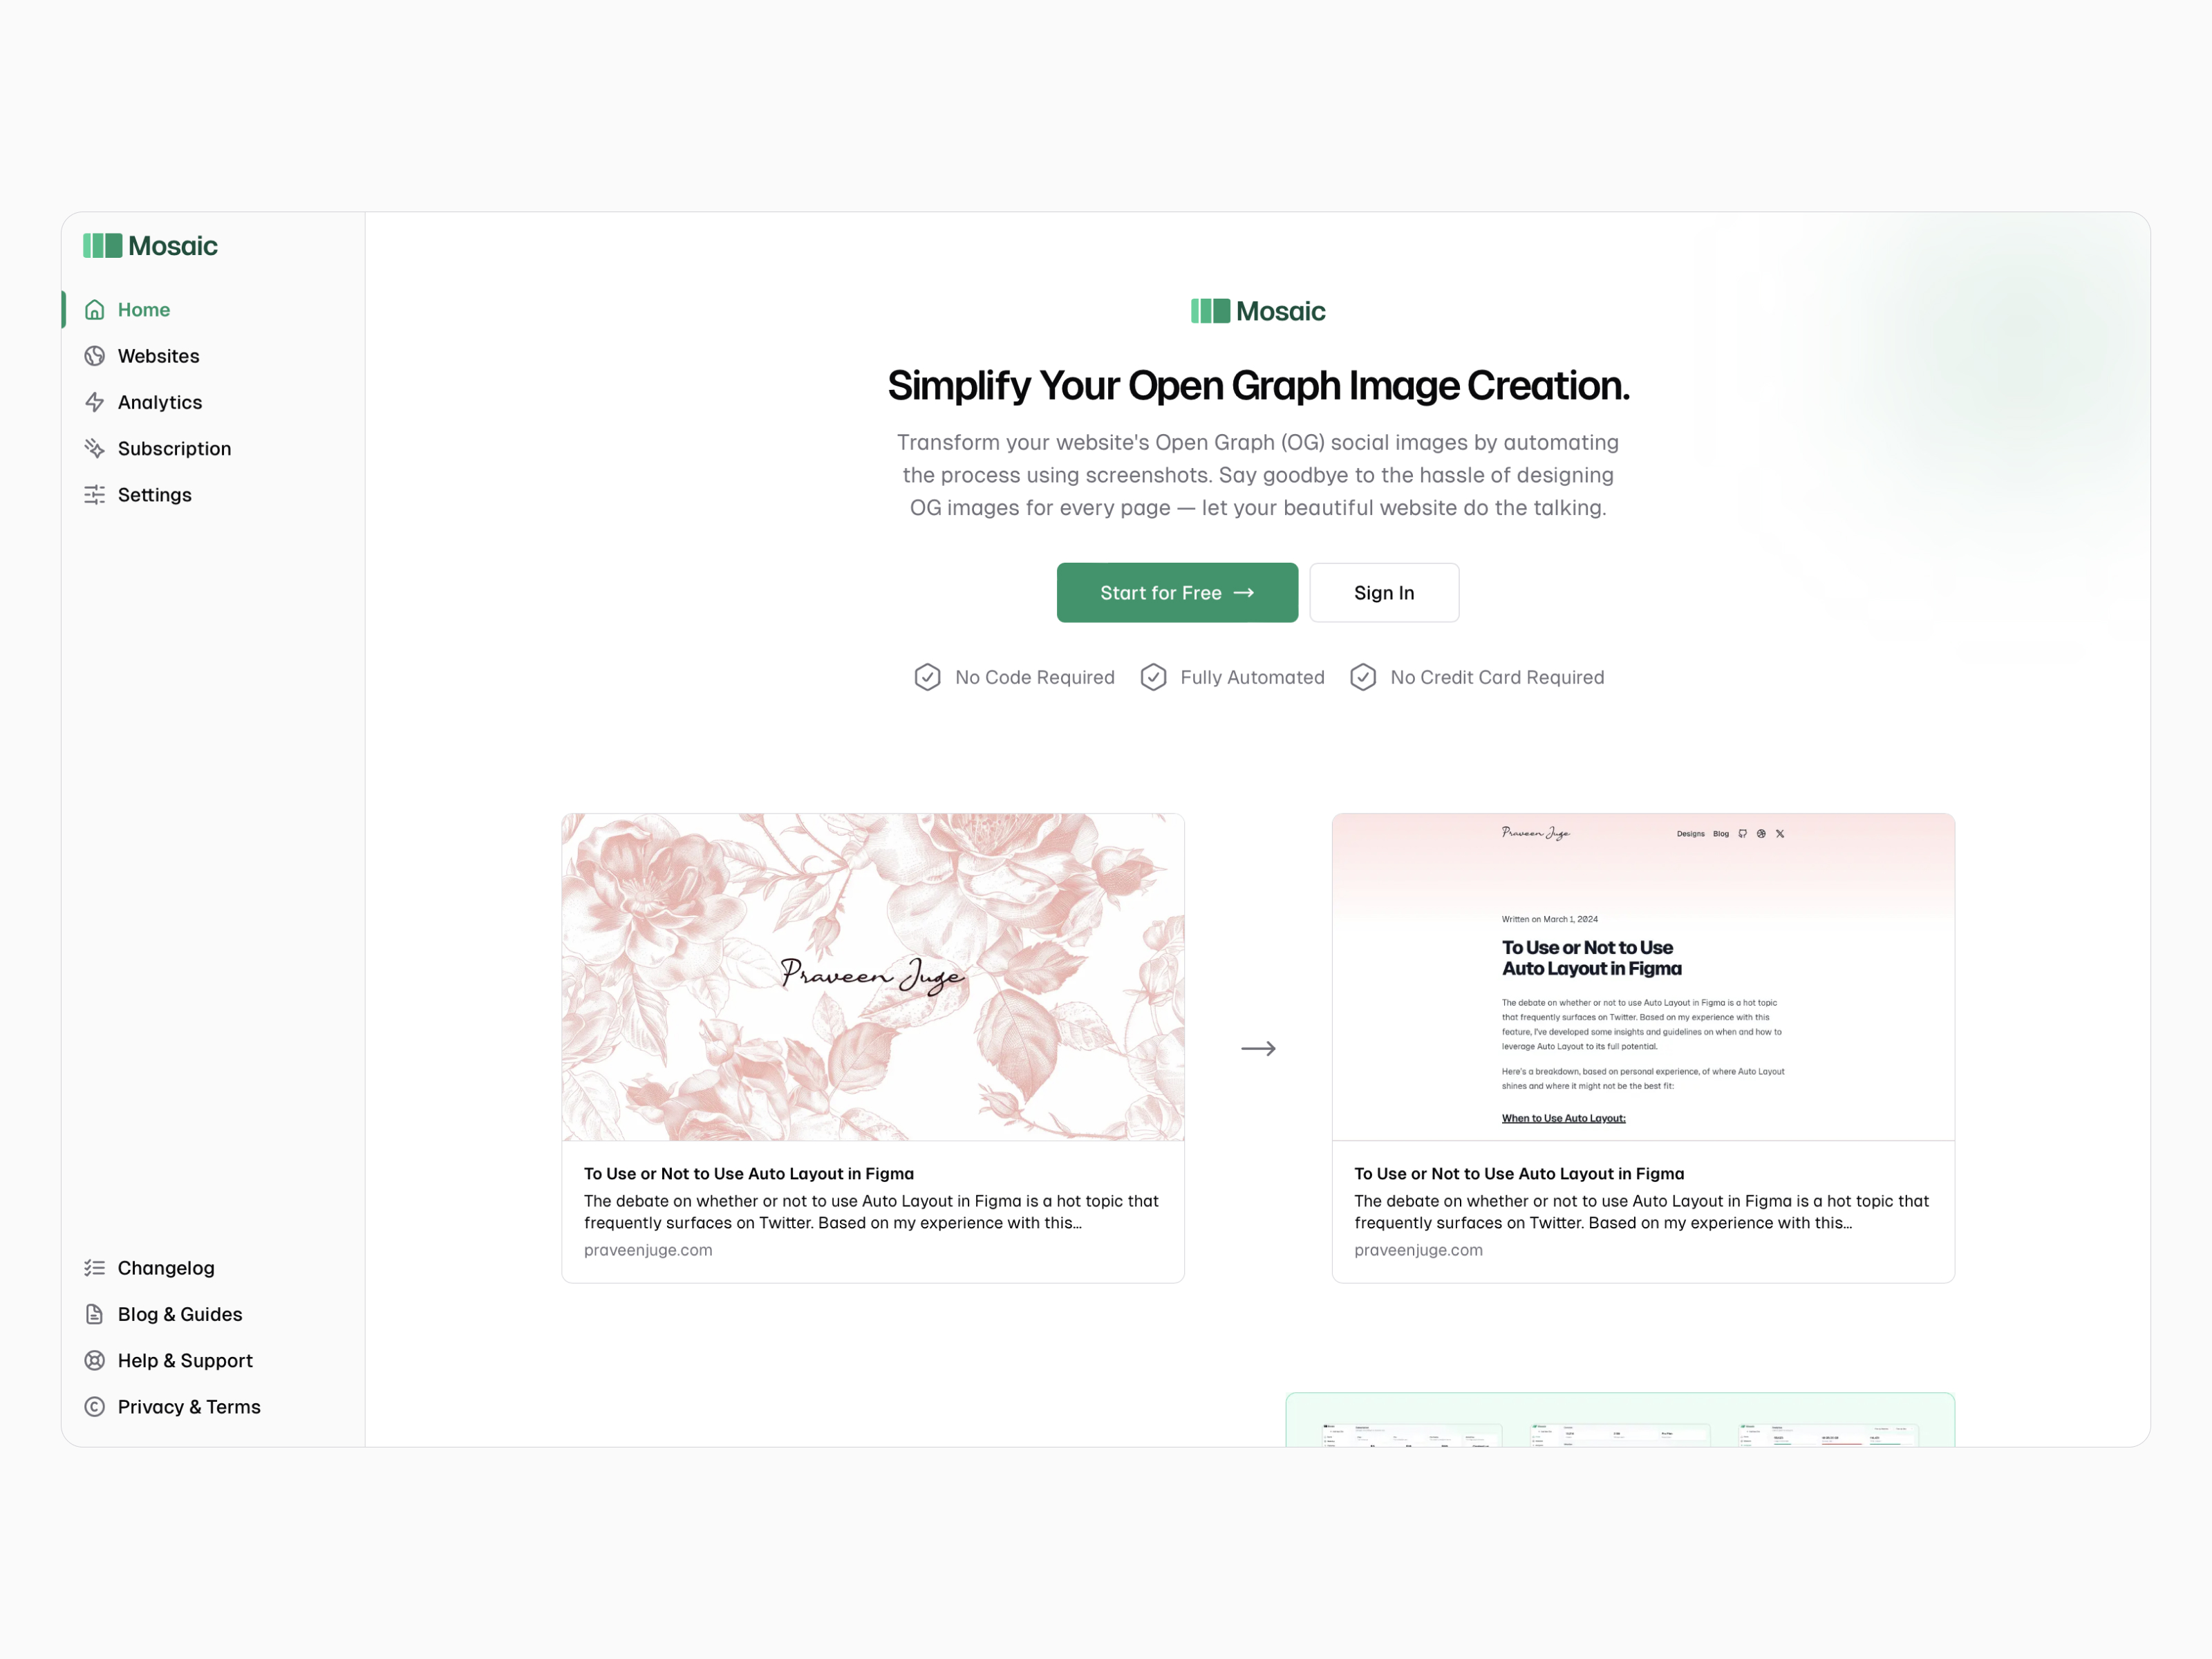 Mosaic
Home
Websites
Analytics
Subscription
Settings
Changelog
Blog & Guides
Help & Support
Privacy & Terms
Mosaic
Simplify Your Open Graph Image Creation.
Transform your website's Open Graph (OG) social images by automating
the process using screenshots. Say goodbye to the hassle of designing
OG images for every page — let your beautiful website do the talking.
Start for Free →
Sign In
No Code Required
Fully Automated
No Credit Card Required
Praveen Juge
To Use or Not to Use Auto Layout in Figma
The debate on whether or not to use Auto Layout in Figma is a hot topic that
frequently surfaces on Twitter. Based on my experience with this...
praveenjuge.com
Praveen Juge
Designs
Blog
Written on March 1, 2024
To Use or Not to Use
Auto Layout in Figma
The debate on whether or not to use Auto Layout in Figma is a hot topic
that frequently surfaces on Twitter. Based on my experience with this
feature, I've developed some insights and guidelines on when and how to
leverage Auto Layout to its full potential.
Here's a breakdown, based on personal experience, of where Auto Layout
shines and where it might not be the best fit:
When to Use Auto Layout:
To Use or Not to Use Auto Layout in Figma
The debate on whether or not to use Auto Layout in Figma is a hot topic that
frequently surfaces on Twitter. Based on my experience with this...
praveenjuge.com